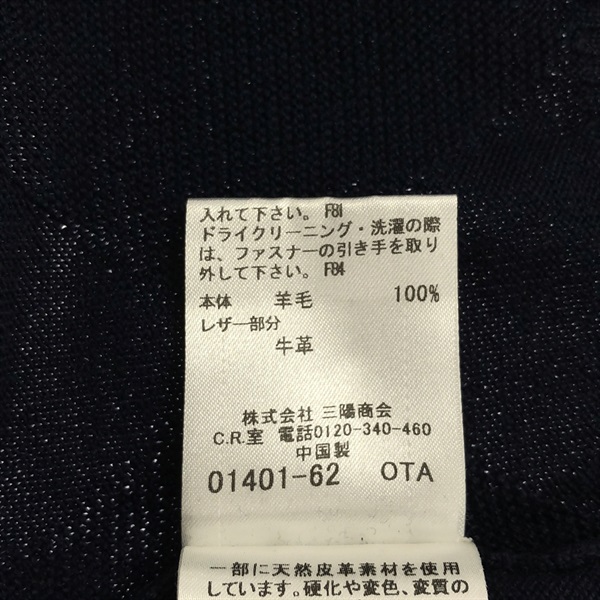 入れて下さい。 F81
ドライクリーニング・洗濯の際
は、ファスナーの引き手を取り
外して下さい。 F84
本体 羊毛 100%
レザー部分
牛革
株式会社 三陽商会
C.R.室 電話0120-340-460
中国製
01401-62 OTA
一部に天然皮革素材を使用
しています。硬化や変色、変質の